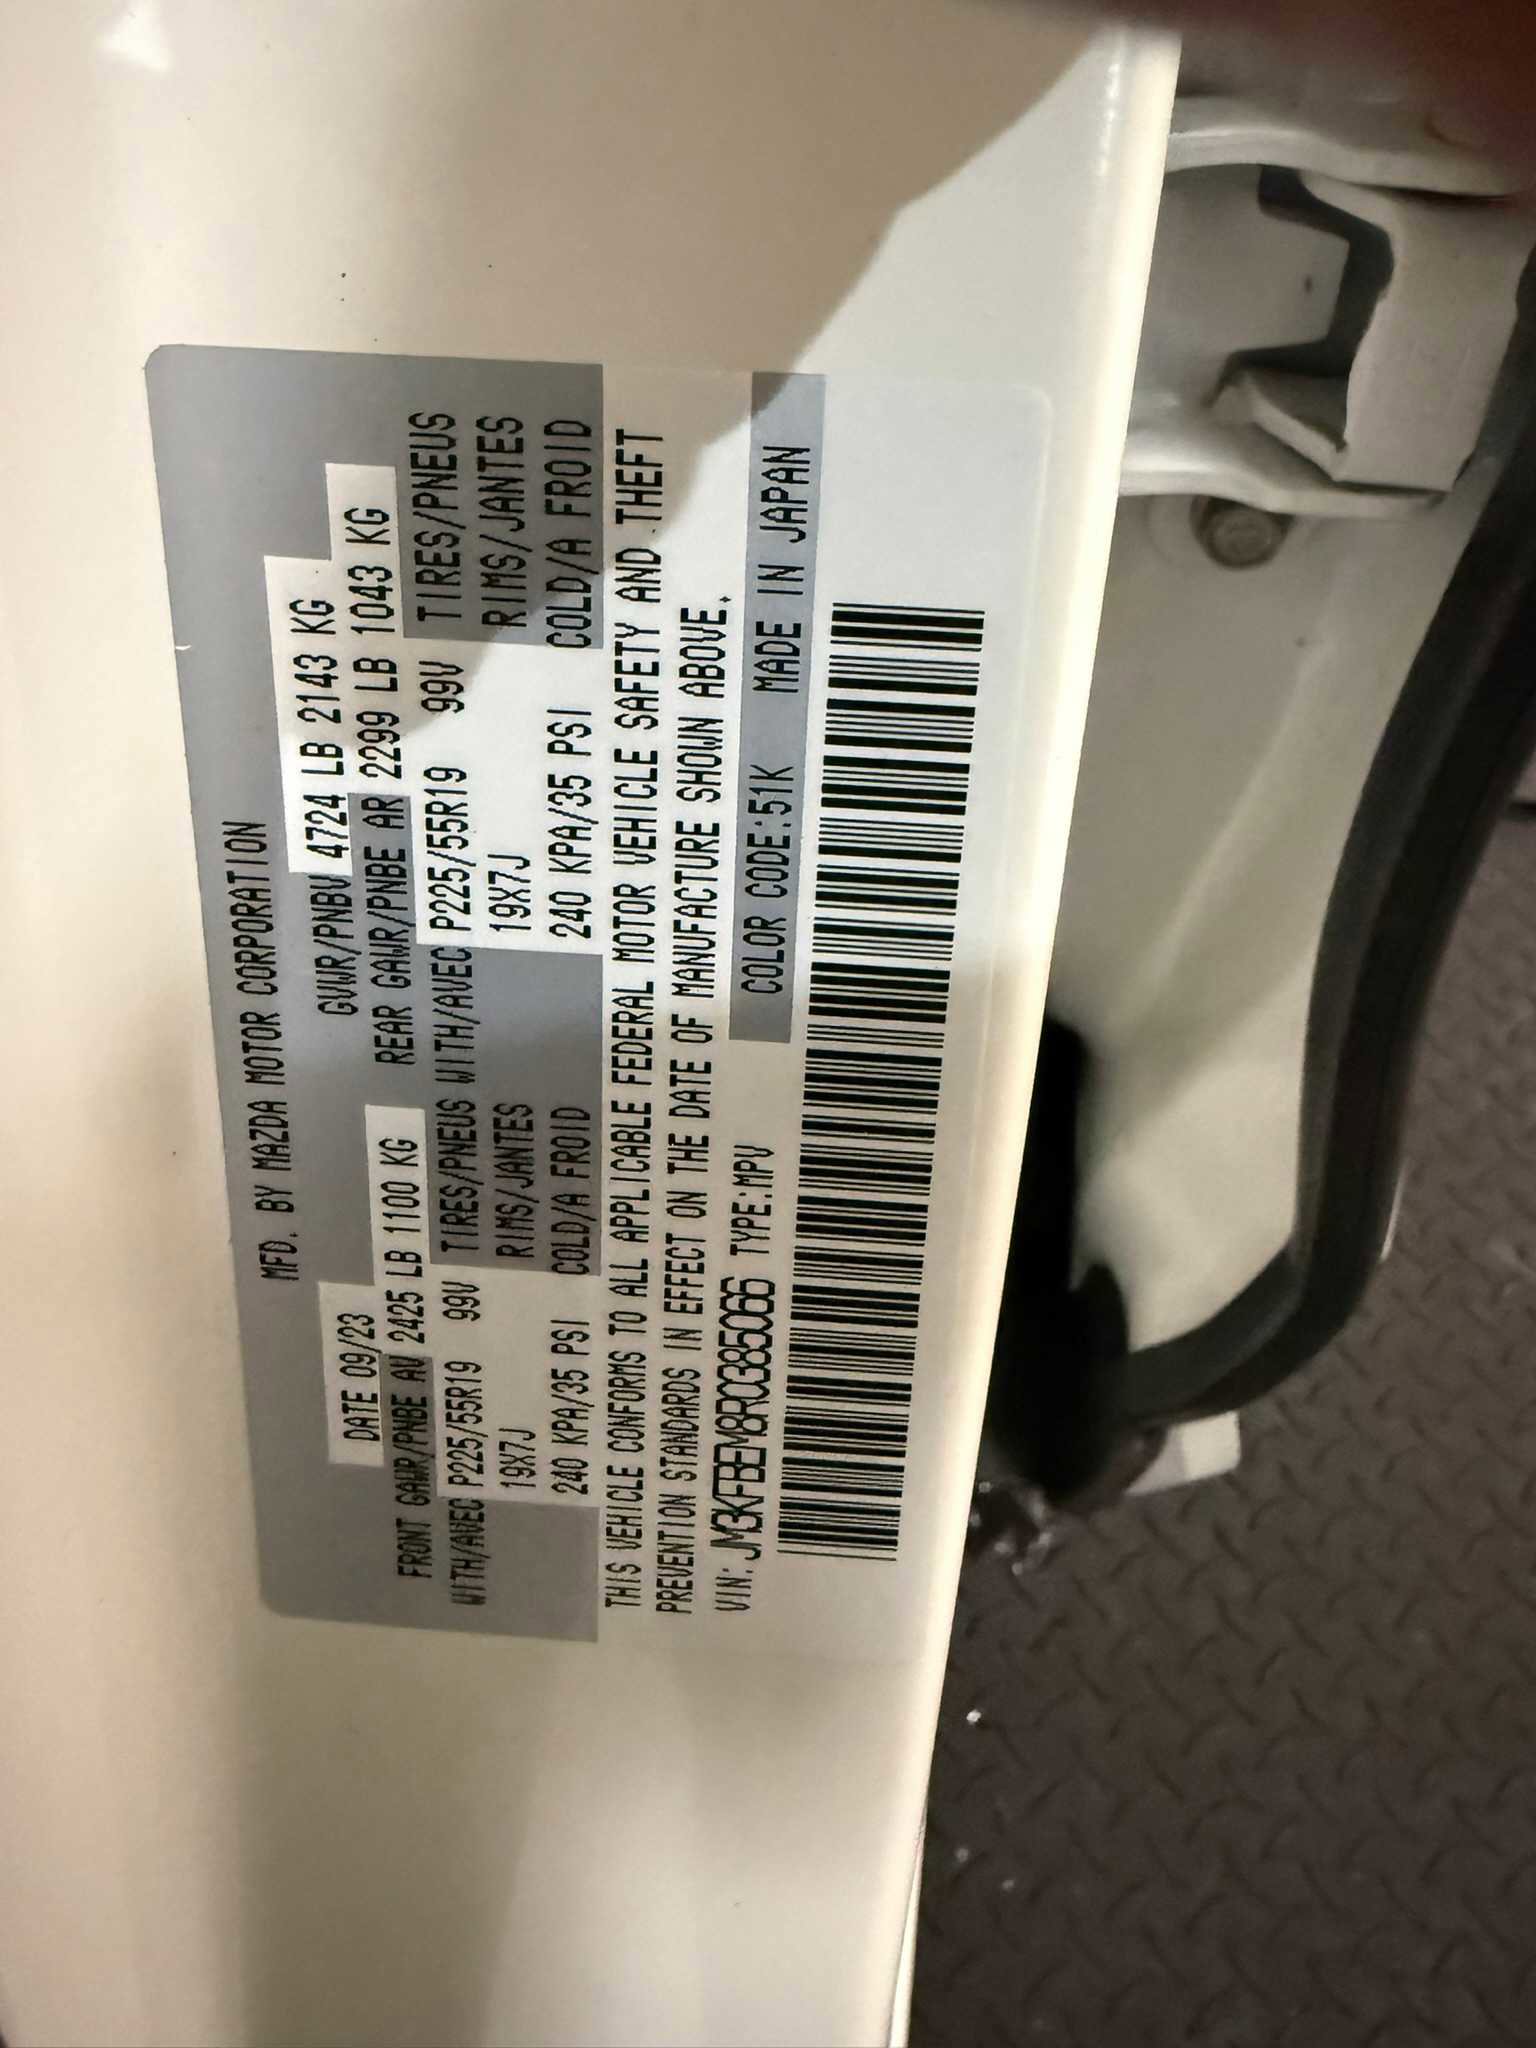 MFD. BY MAZDA MOTOR CORPORATION
DATE 09/23 GVWR/PNBV 4724 LB 2143 KG
FRONT GAWR/PNBE AV 2425 LB 1100 KG REAR GAWR/PNBE AR 2299 LB 1043 KG
WITH/AVEC P225/55R19 99V TIRES/PNEUS WITH/AVEC P225/55R19 99V TIRES/PNEUS
19X7J RIMS/JANTES 19X7J RIMS/JANTES
240 KPA/35 PSI COLD/A FROID 240 KPA/35 PSI COLD/A FROID
THIS VEHICLE CONFORMS TO ALL APPLICABLE FEDERAL MOTOR VEHICLE SAFETY AND THEFT
PREVENTION STANDARDS IN EFFECT ON THE DATE OF MANUFACTURE SHOWN ABOVE.
VIN: JM3KFBEM8R0385066 TYPE:MPV COLOR CODE:51K MADE IN JAPAN